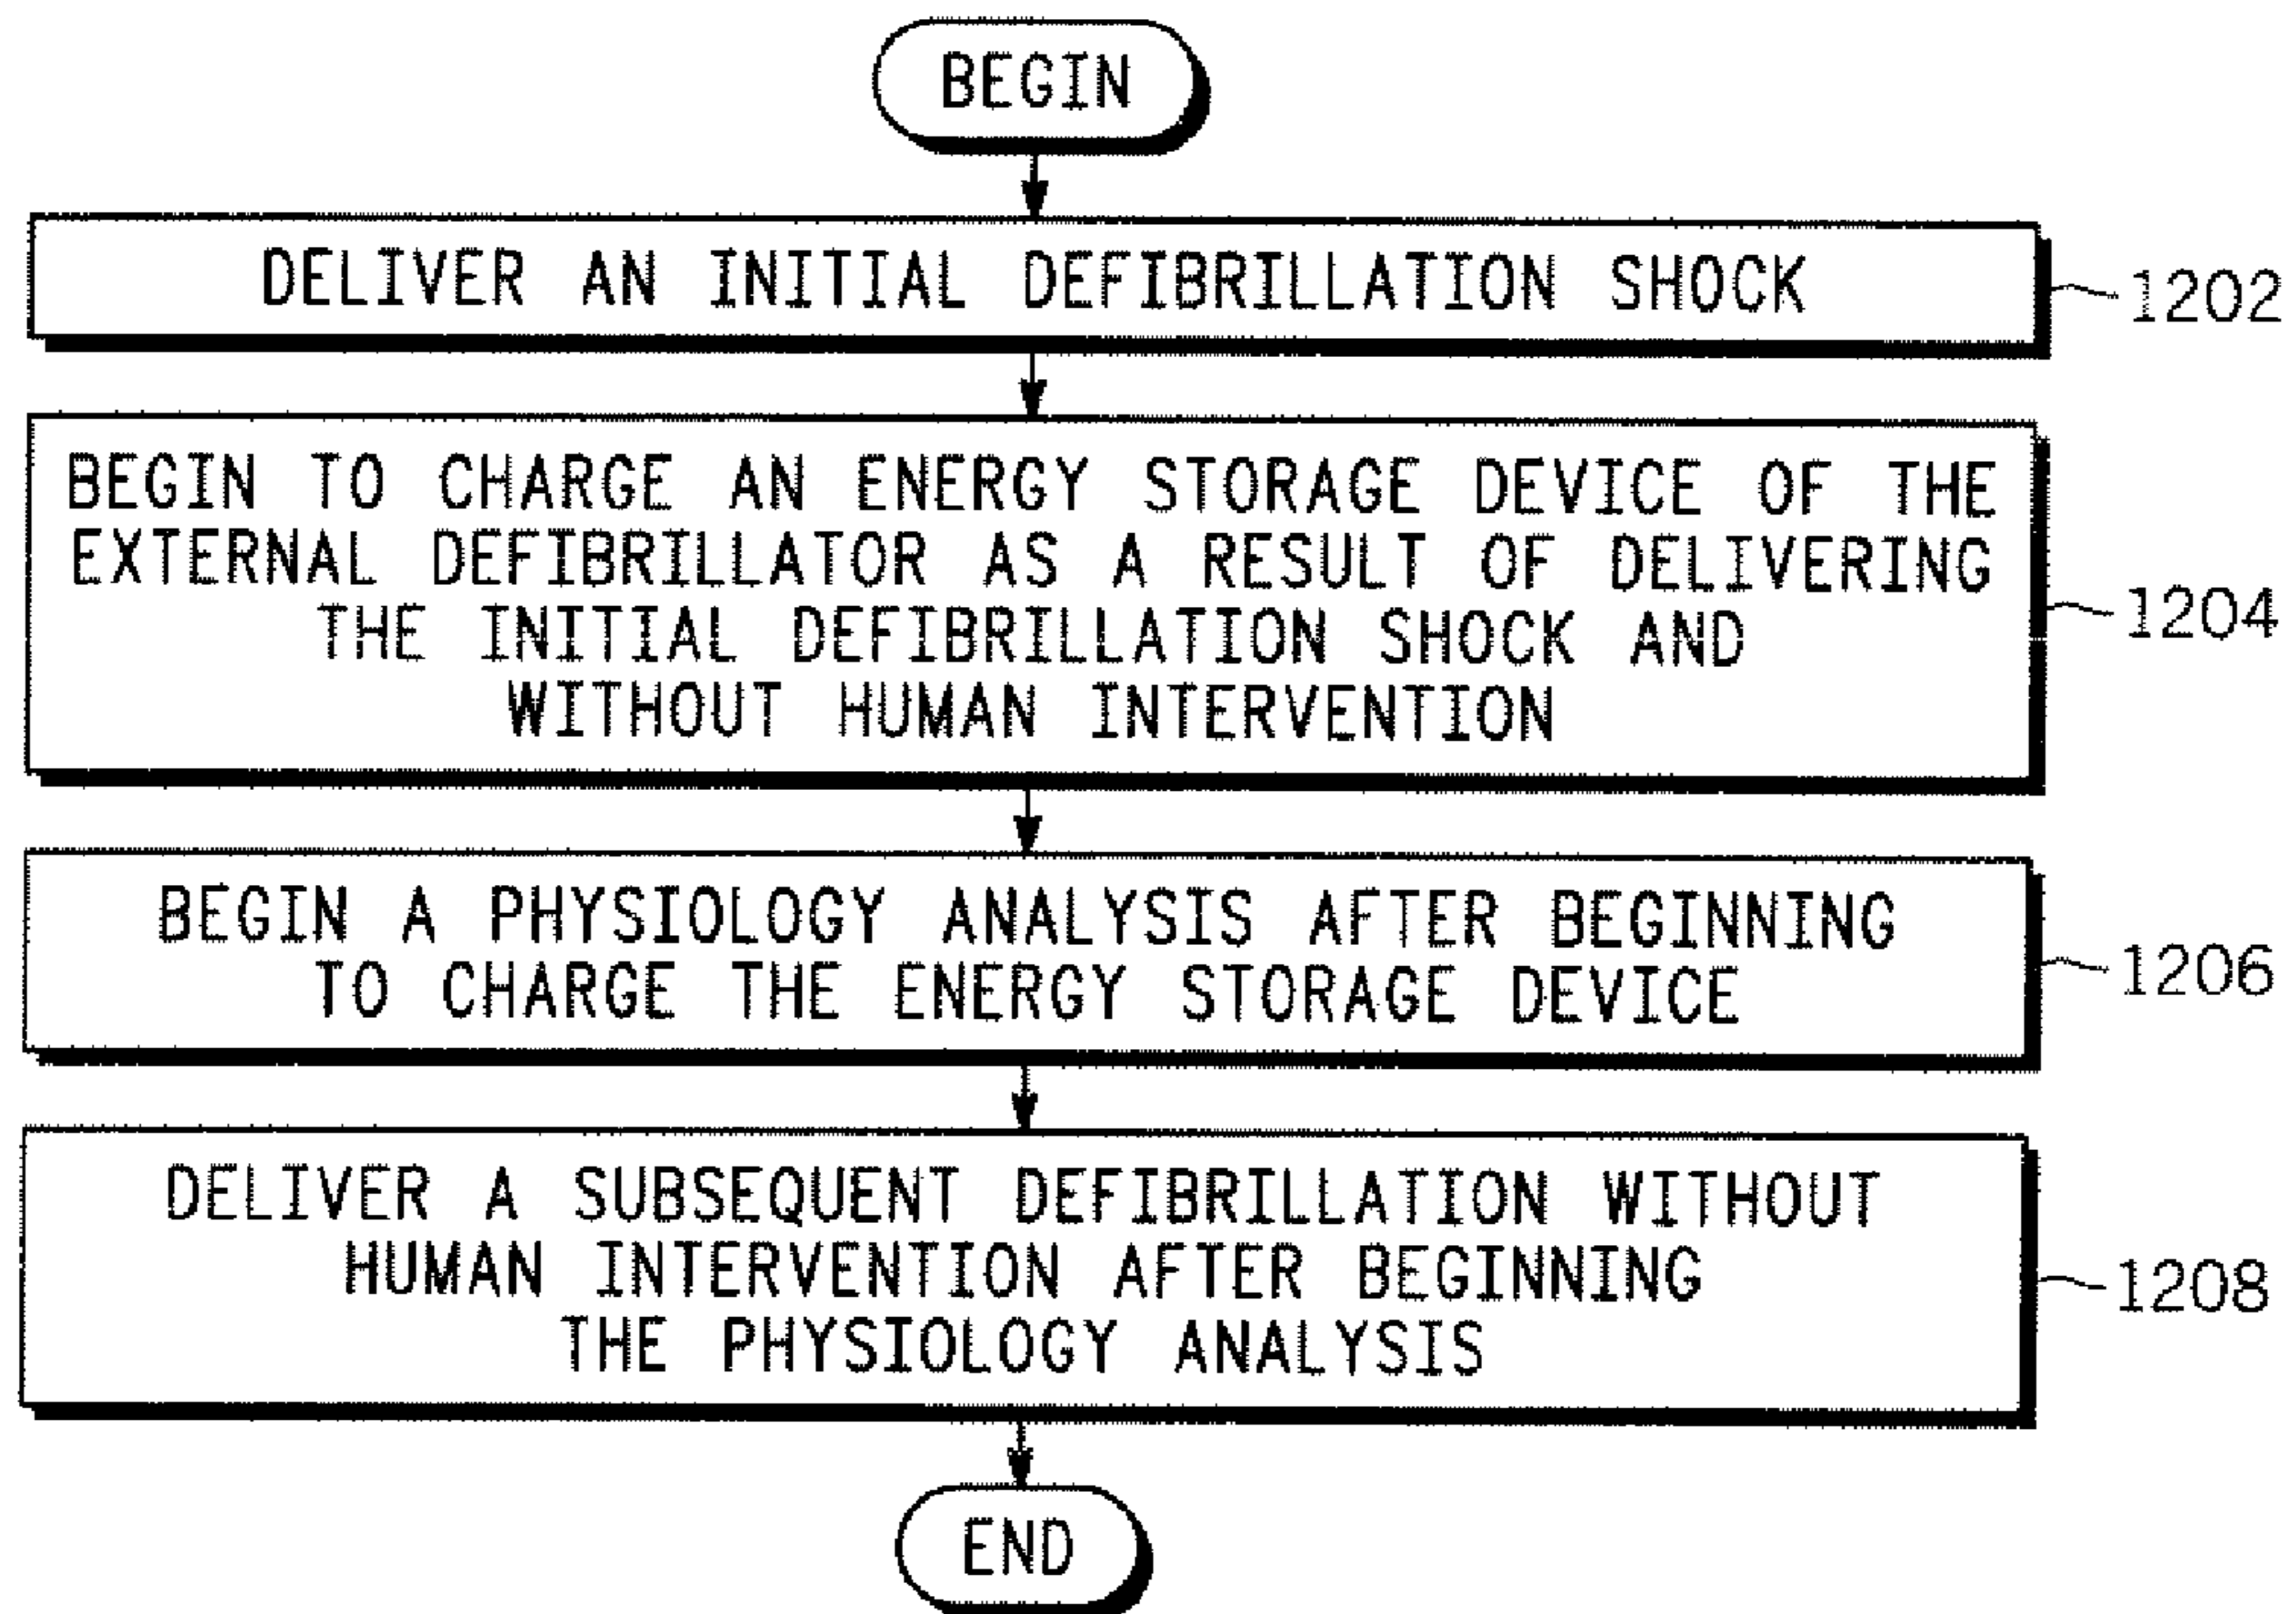 BEGIN
DELIVER AN INITIAL DEFIBRILLATION SHOCK
1202
BEGIN TO CHARGE AN ENERGY STORAGE DEVICE OF THE
EXTERNAL DEFIBRILLATOR AS A RESULT OF DELIVERING
THE INITIAL DEFIBRILLATION SHOCK AND
WITHOUT HUMAN INTERVENTION
1204
BEGIN A PHYSIOLOGY ANALYSIS AFTER BEGINNING
TO CHARGE THE ENERGY STORAGE DEVICE
1206
DELIVER A SUBSEQUENT DEFIBRILLATION WITHOUT
HUMAN INTERVENTION AFTER BEGINNING
THE PHYSIOLOGY ANALYSIS
1208
END